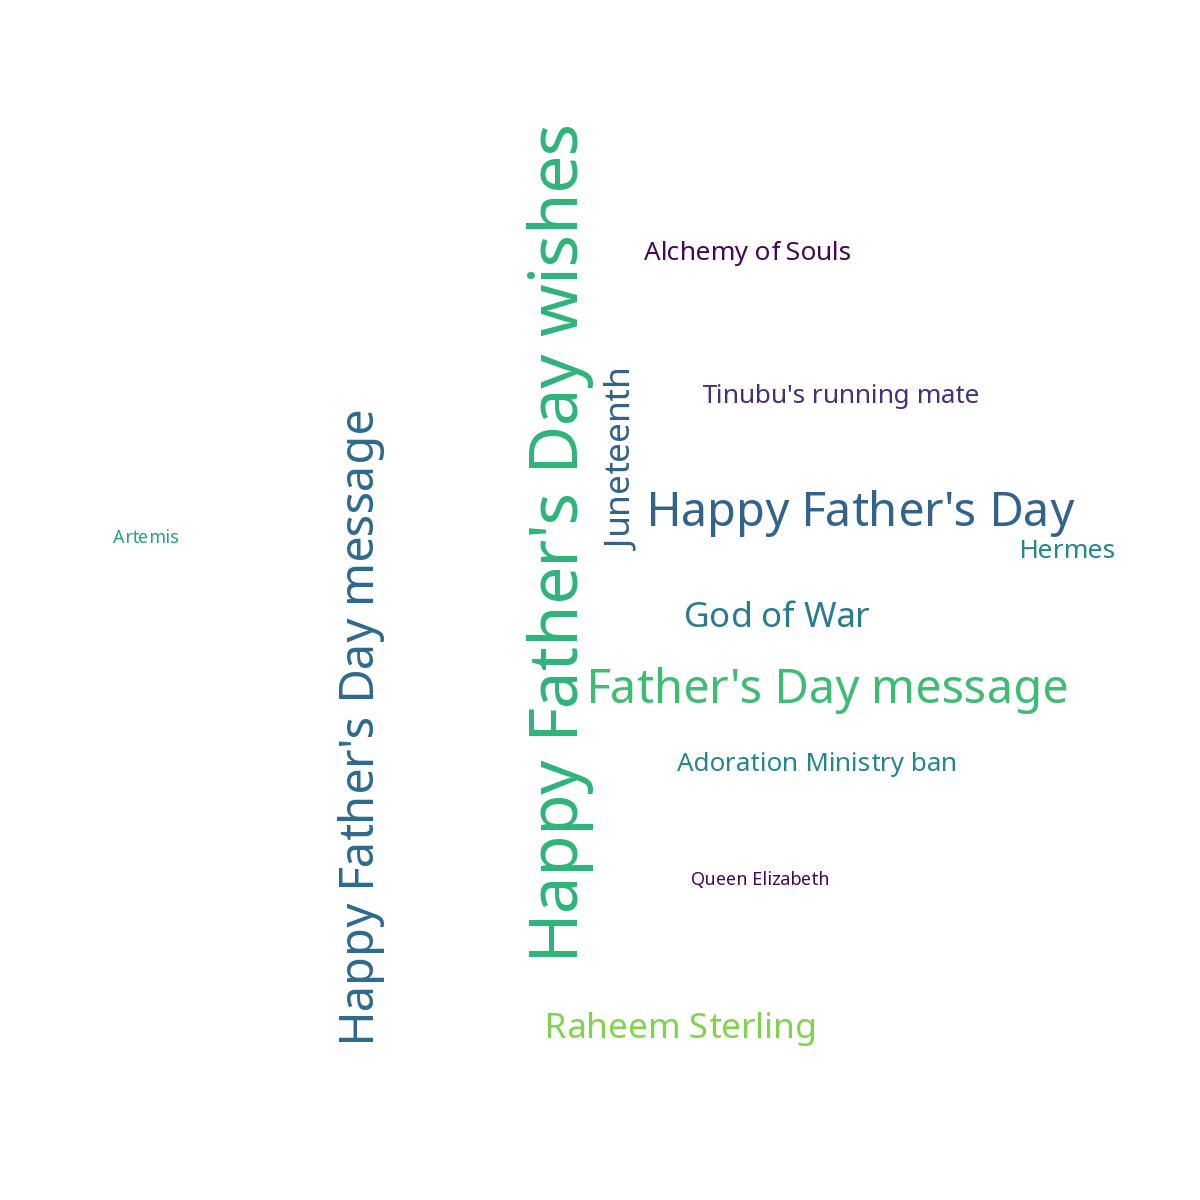 Happy Father's Day wishes
Alchemy of Souls
Juneteenth
Tinubu's running mate
Happy Father's Day message
Happy Father's Day
Artemis
Hermes
God of War
Father's Day message
Adoration Ministry ban
Queen Elizabeth
Raheem Sterling